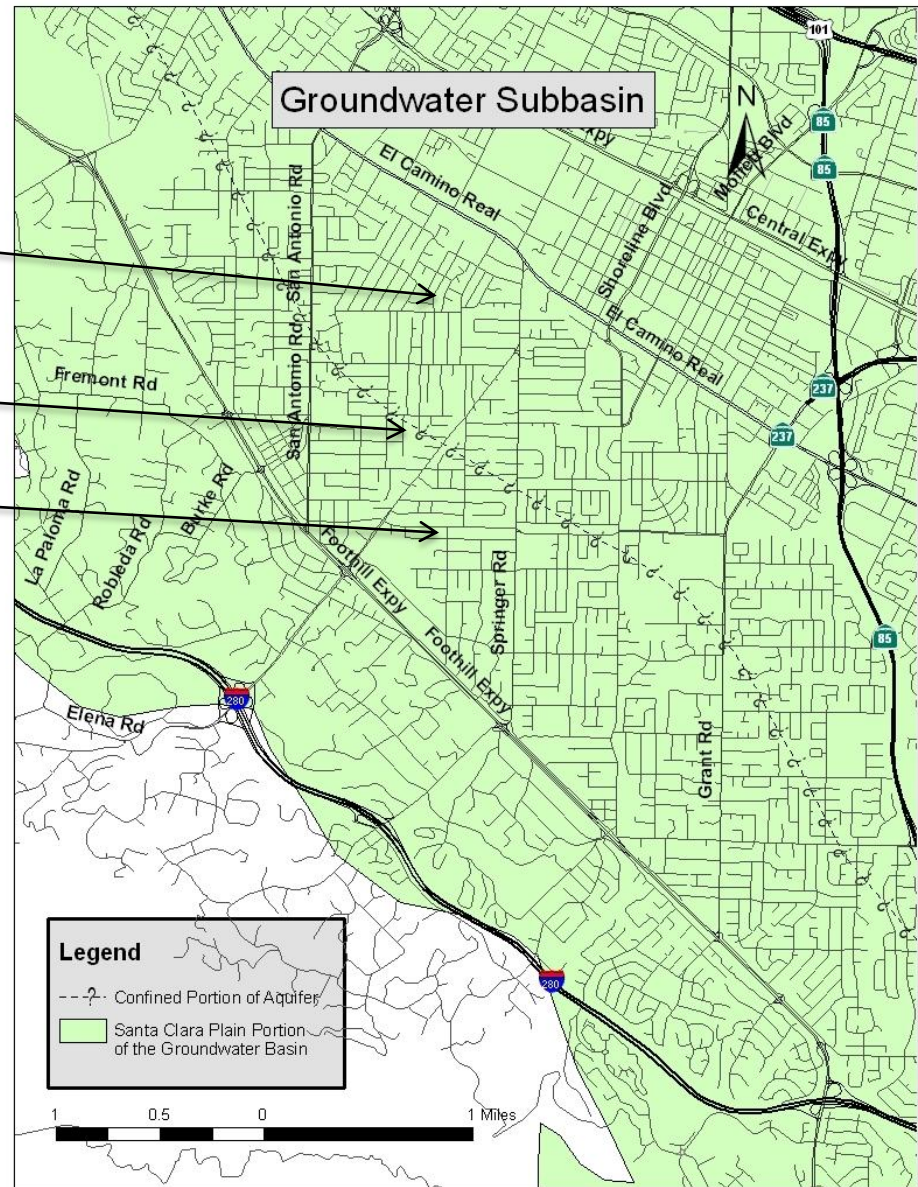 101
Groundwater Subbasin
Expy
N
85
85
Moffett Blvd
El Camino Real
San Antonio Rd
Shoreline Blvd
Central Expy
El Camino Real
San Antonio Rd
Fremont Rd
237
237
La Paloma Rd
Robleda Rd
Burke Rd
Foothill Expy
Springer Rd
85
Foothill Expy
280
Elena Rd
Grant Rd
Legend
--?- Confined Portion of Aquifer
Santa Clara Plain Portion
of the Groundwater Basin
280
1 0.5 0 1 Miles